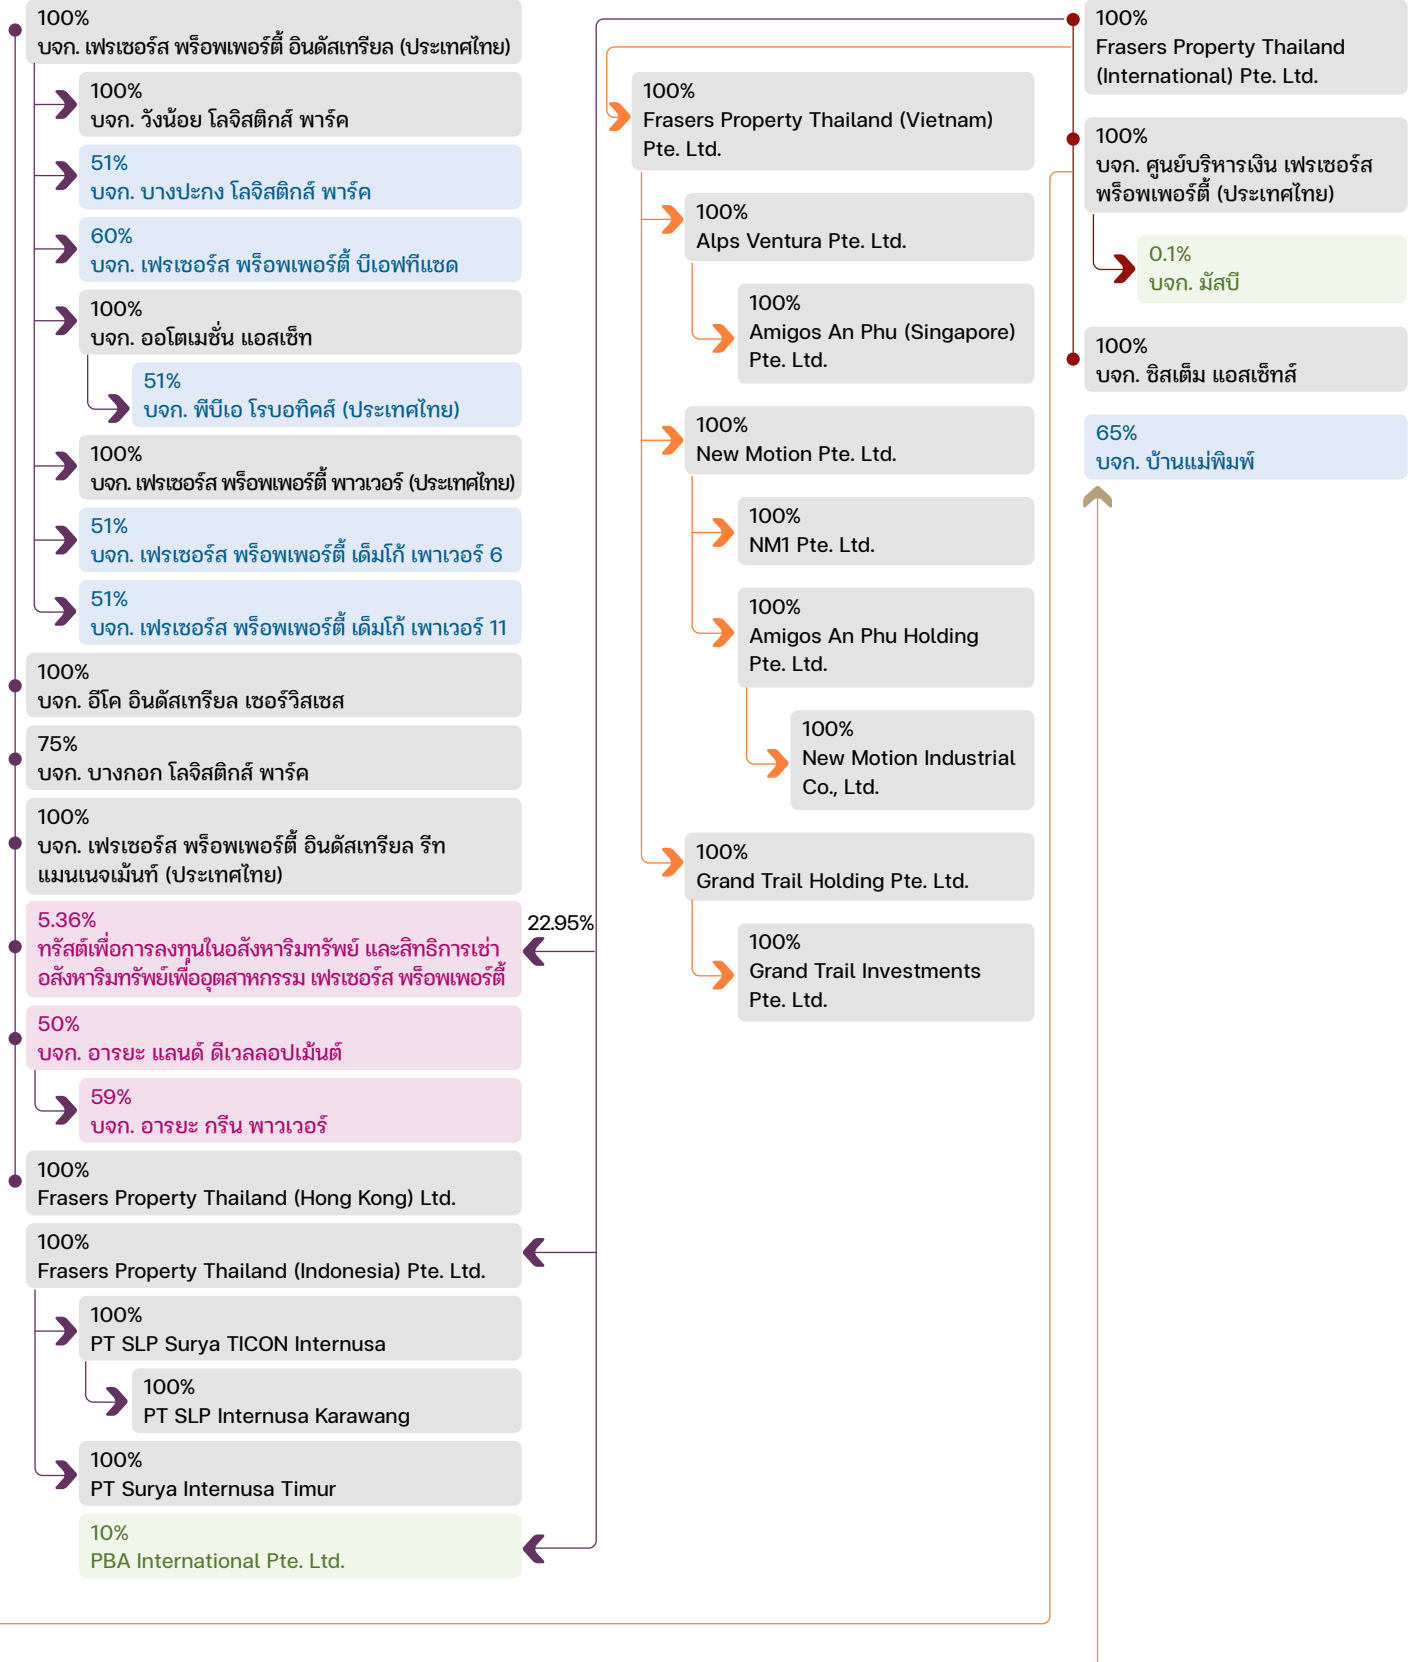 100%
บจก. เฟรเซอร์ส พร็อพเพอร์ตี้ อินดัสเทรียล (ประเทศไทย)
100%
บจก. วังน้อย โลจิสติกส์ พาร์ค
51%
บจก. บางปะกง โลจิสติกส์ พาร์ค
60%
บจก. เฟรเซอร์ส พร็อพเพอร์ตี้ บีเอฟทีแซด
100%
บจก. ออโตเมชั่น แอสเซ็ท
51%
บจก. พีบีเอ โรบอทิคส์ (ประเทศไทย)
100%
บจก. เฟรเซอร์ส พร็อพเพอร์ตี้ พาวเวอร์ (ประเทศไทย)
51%
บจก. เฟรเซอร์ส พร็อพเพอร์ตี้ เด็มโก้ เพาเวอร์ 6
51%
บจก. เฟรเซอร์ส พร็อพเพอร์ตี้ เด็มโก้ เพาเวอร์ 11
100%
บจก. อีโค อินดัสเทรียล เซอร์วิสเซส
75%
บจก. บางกอก โลจิสติกส์ พาร์ค
100%
บจก. เฟรเซอร์ส พร็อพเพอร์ตี้ อินดัสเทรียล รีท
แมนเนจเม้นท์ (ประเทศไทย)
5.36%
ทรัสต์เพื่อการลงทุนในอสังหาริมทรัพย์ และสิทธิการเช่า
อสังหาริมทรัพย์เพื่ออุตสาหกรรม เฟรเซอร์ส พร็อพเพอร์ตี้
22.95%
50%
บจก. อารยะ แลนด์ ดีเวลลอปเม้นต์
59%
บจก. อารยะ กรีน พาวเวอร์
100%
Frasers Property Thailand (Hong Kong) Ltd.
100%
Frasers Property Thailand (Indonesia) Pte. Ltd.
100%
PT SLP Surya TICON Internusa
100%
PT SLP Internusa Karawang
100%
PT Surya Internusa Timur
10%
PBA International Pte. Ltd.
100%
Frasers Property Thailand (Vietnam)
Pte. Ltd.
100%
Alps Ventura Pte. Ltd.
100%
Amigos An Phu (Singapore)
Pte. Ltd.
100%
New Motion Pte. Ltd.
100%
NM1 Pte. Ltd.
100%
Amigos An Phu Holding
Pte. Ltd.
100%
New Motion Industrial
Co., Ltd.
100%
Grand Trail Holding Pte. Ltd.
100%
Grand Trail Investments
Pte. Ltd.
100%
Frasers Property Thailand
(International) Pte. Ltd.
100%
บจก. ศูนย์บริหารเงิน เฟรเซอร์ส
พร็อพเพอร์ตี้ (ประเทศไทย)
0.1%
บจก. มัสบี
100%
บจก. ซิสเต็ม แอสเซ็ทส์
65%
บจก. บ้านแม่พิมพ์